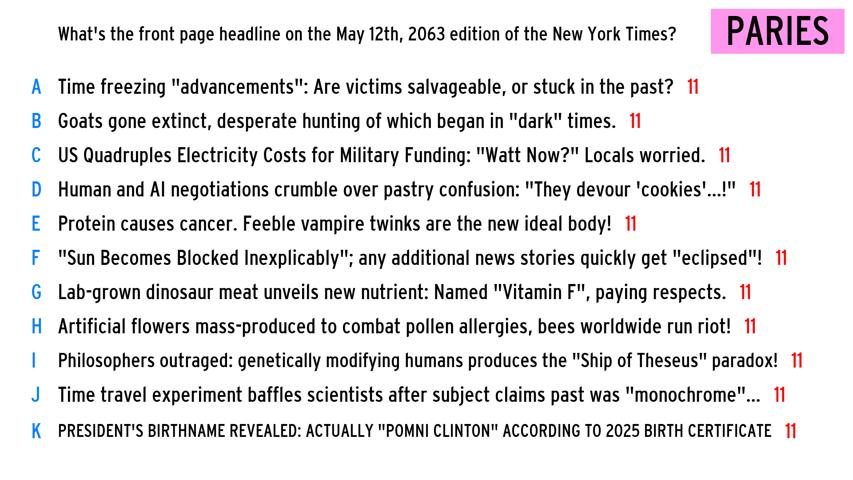 What's the front page headline on the May 12th, 2063 edition of the New York Times? PARIES
A Time freezing "advancements": Are victims salvageable, or stuck in the past? 11
B Goats gone extinct, desperate hunting of which began in "dark" times. 11
C US Quadruples Electricity Costs for Military Funding: "Watt Now?" Locals worried. 11
D Human and AI negotiations crumble over pastry confusion: "They devour 'cookies'...!" 11
E Protein causes cancer. Feeble vampire twinks are the new ideal body! 11
F "Sun Becomes Blocked Inexplicably"; any additional news stories quickly get "eclipsed"! 11
G Lab-grown dinosaur meat unveils new nutrient: Named "Vitamin F", paying respects. 11
H Artificial flowers mass-produced to combat pollen allergies, bees worldwide run riot! 11
I Philosophers outraged: genetically modifying humans produces the "Ship of Theseus" paradox! 11
J Time travel experiment baffles scientists after subject claims past was "monochrome"... 11
K PRESIDENT'S BIRTHNAME REVEALED: ACTUALLY "POMNI CLINTON" ACCORDING TO 2025 BIRTH CERTIFICATE 11